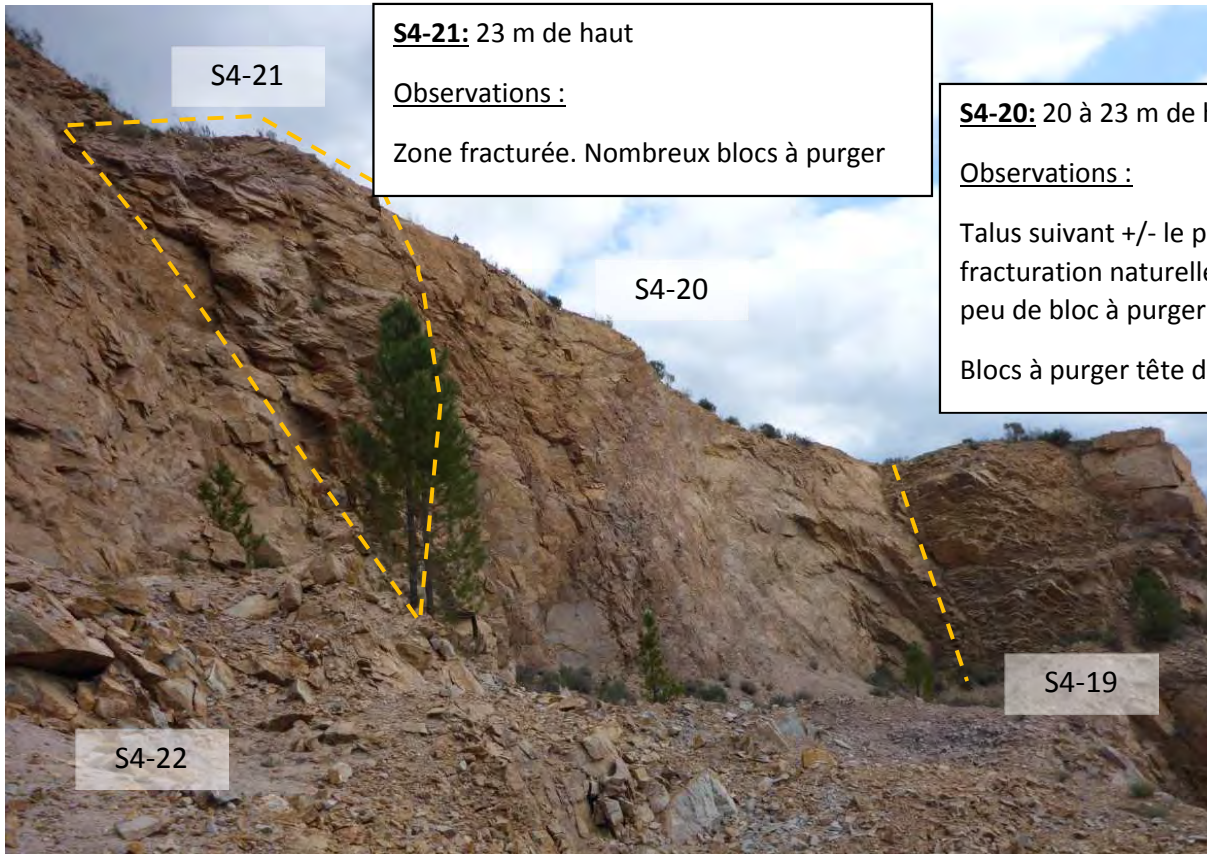 S4-21
S4-21: 23 m de haut
Observations :
Zone fracturée. Nombreux blocs à purger
S4-20: 20 à 23 m de
Observations :
Talus suivant +/- le
fracturation
peu de bloc à purger
Blocs à purger tête
S4-20
S4-19
S4-22